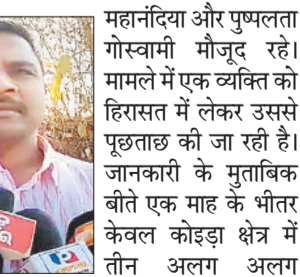 महानंदिया और पुष्पलता
गोस्वामी मौजूद रहे।
मामले में एक व्यक्ति को
हिरासत में लेकर उससे
पूछताछ की जा रही है।
जानकारी के मुताबिक
बीते एक माह के भीतर
केवल कोइड़ा क्षेत्र में
तीन अलग अलग